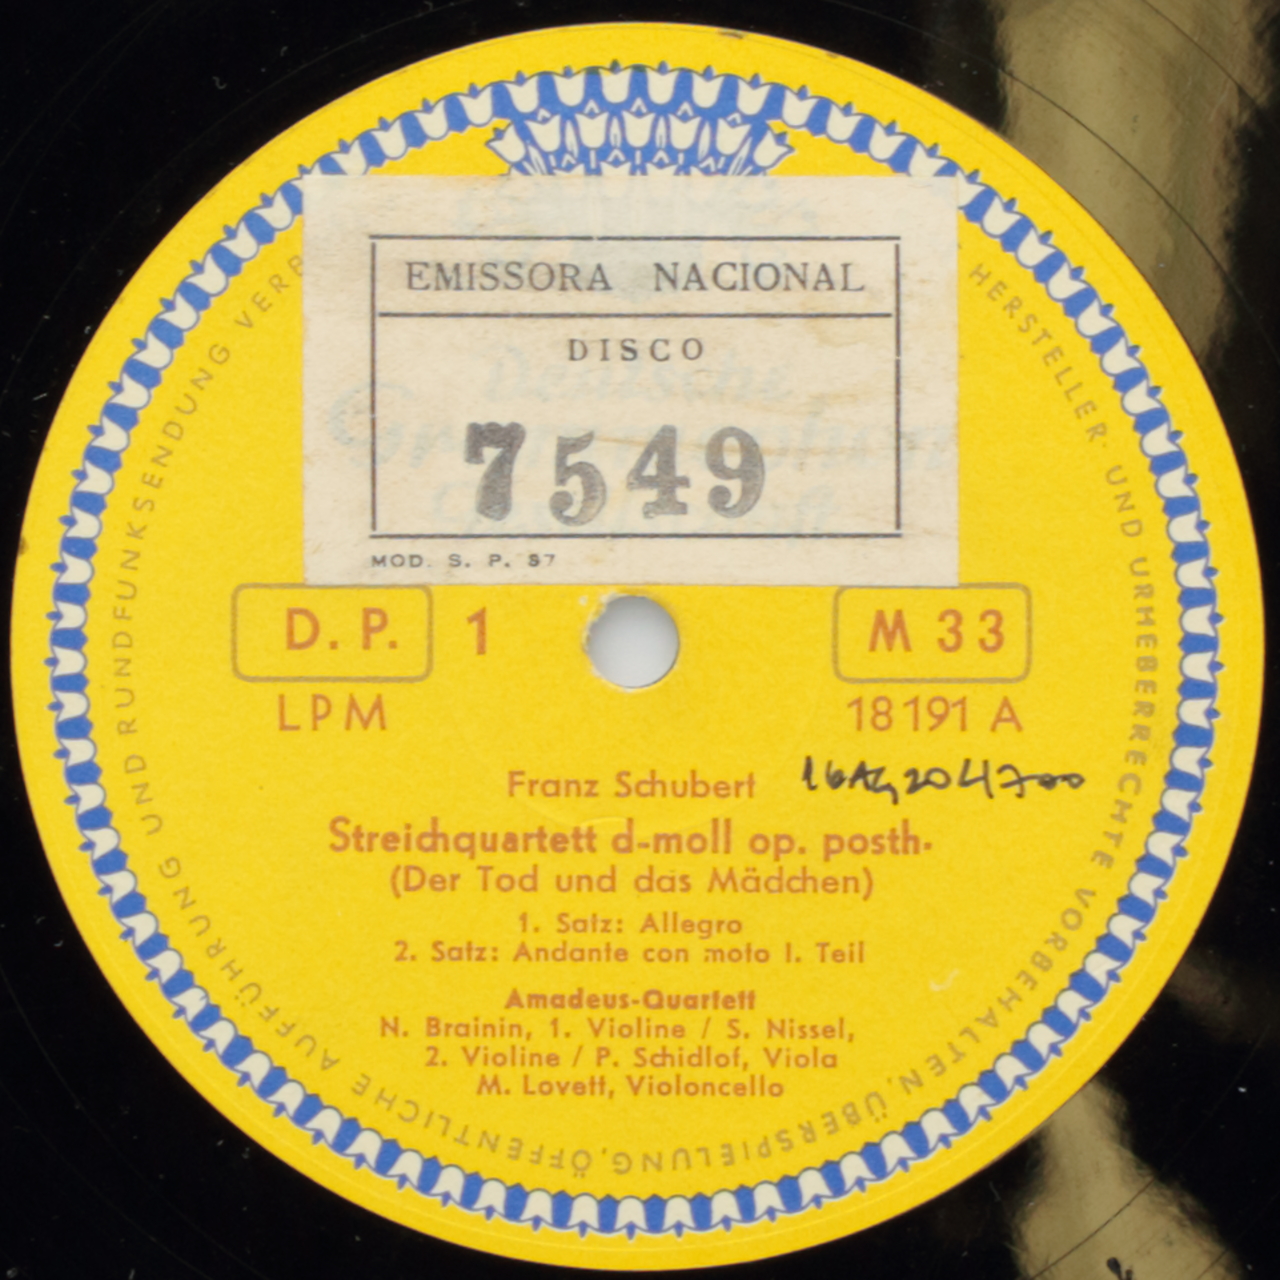 EMISSORA NACIONAL
DISCO
7549
MOD. S. P. 57
D. P. 1 M 33
LPM 18191 A
Franz Schubert
Streichquartett d-moll op. posth.
(Der Tod und das Mädchen)
1. Satz: Allegro
2. Satz: Andante con moto I. Teil
Amadeus-Quartett
N. Brainin, 1. Violine / S. Nissel,
2. Violine / P. Schidlof, Viola
M. Lovett, Violoncello
HERSTELLER- UND URHEBERRECHTE VORBEHALTEN, ÜBERSPIELUNG, ÖFFENTLICHE AUFFÜHRUNG UND RUNDFUNKSENDUNG VERB